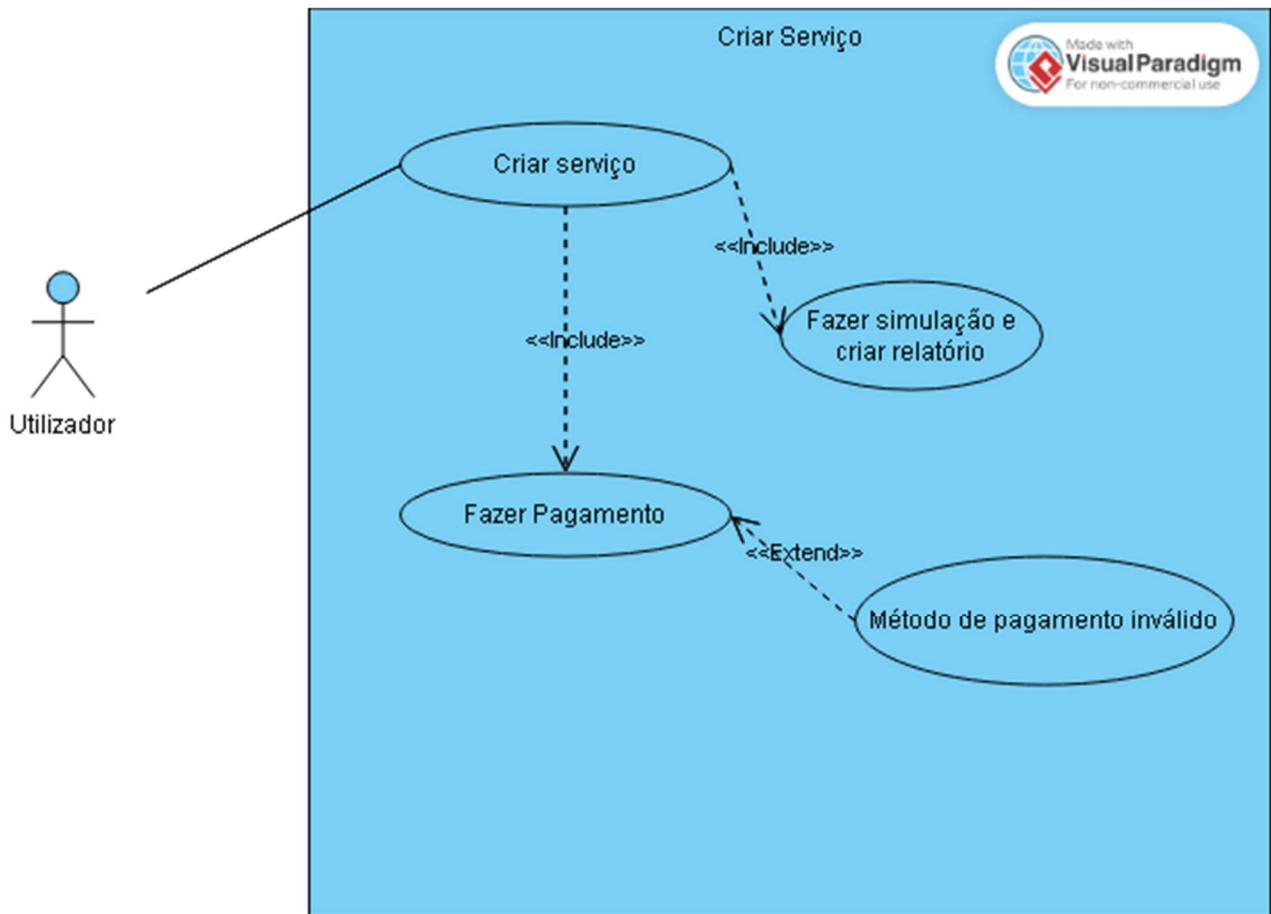 Criar Serviço
Made with
Visual Paradigm
For non-commercial use
Criar serviço
<<Include>>
Fazer simulação e
criar relatório
<<Include>>
Utilizador
Fazer Pagamento
<<Extend>>
Método de pagamento inválido